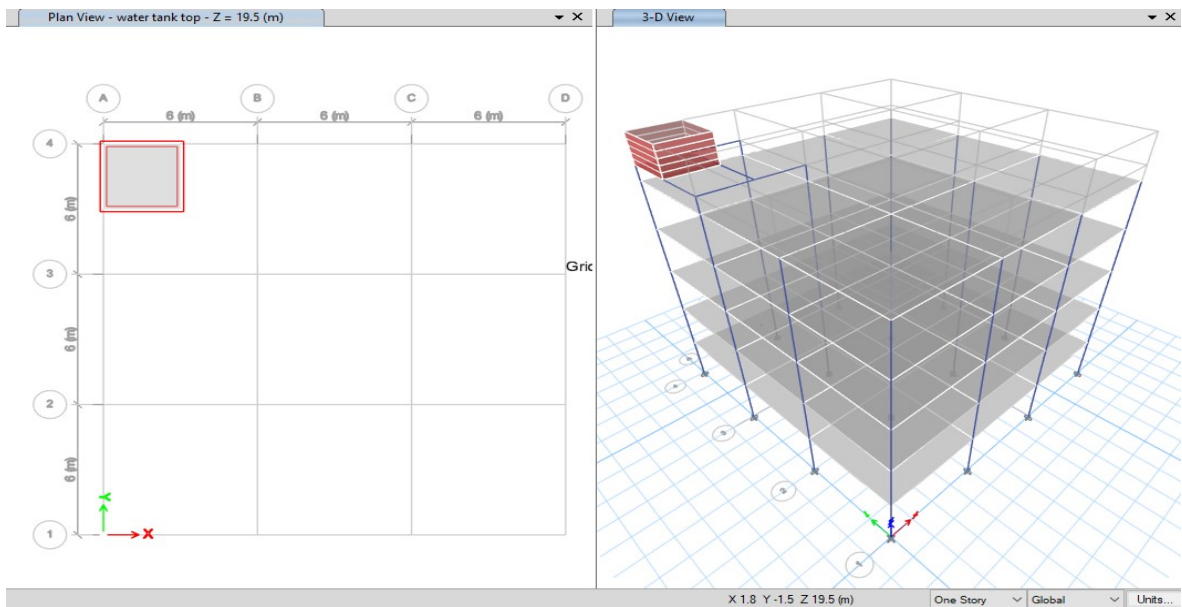 Plan View - water tank top - Z = 19.5 (m)
A
B
C
D
6 (m)
6 (m)
6 (m)
4
6 (m)
3
6 (m)
2
6 (m)
1
Y
X
Gric
3-D View
X 1.8 Y -1.5 Z 19.5 (m)
One Story
Global
Units...